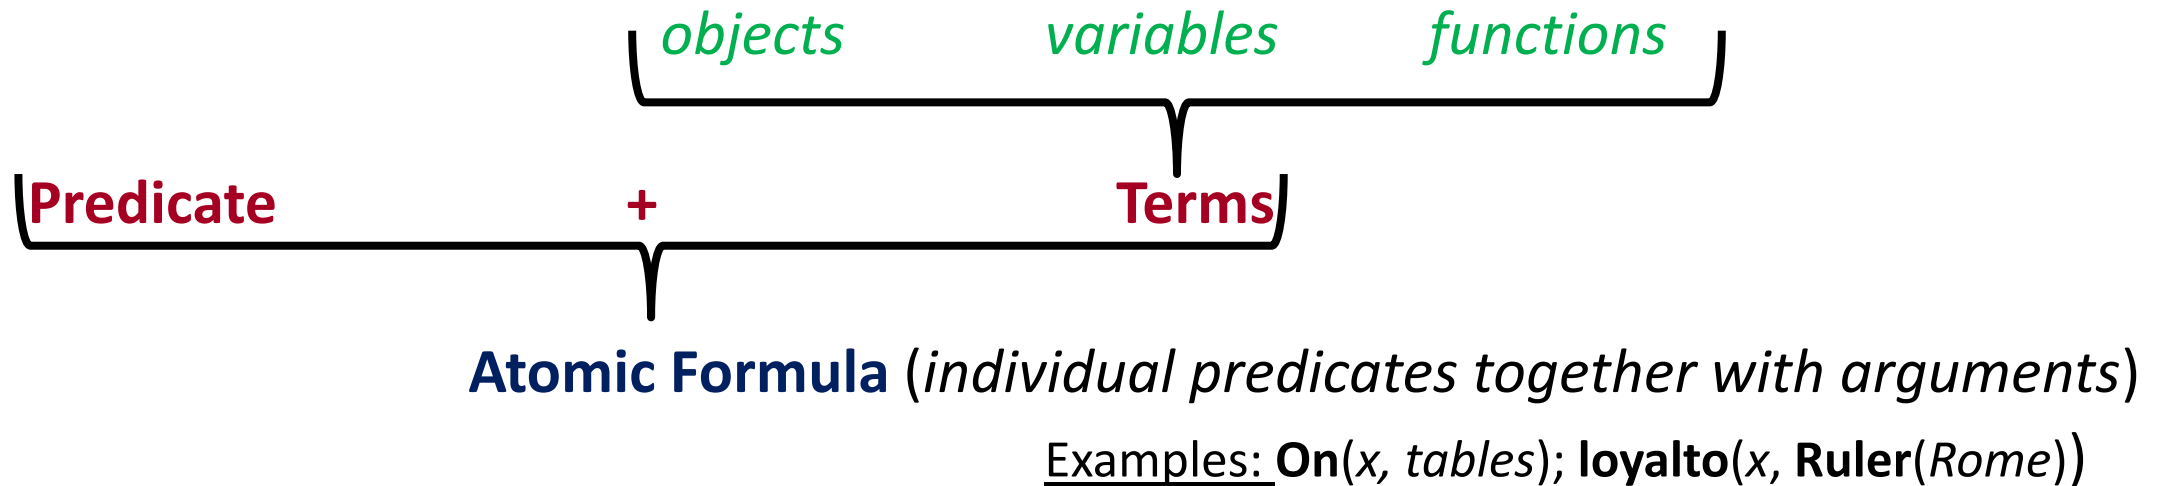 objects variables functions
Predicate + Terms
Atomic Formula (individual predicates together with arguments)
Examples: On(x, tables); loyalto(x, Ruler(Rome))